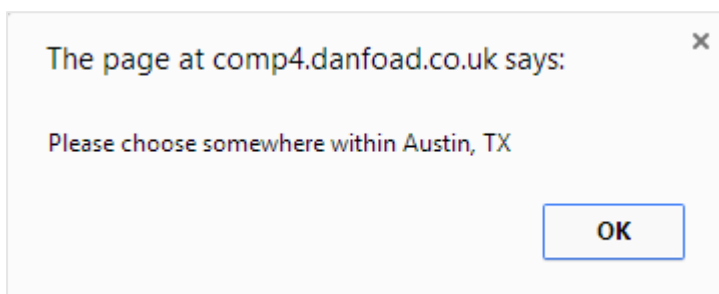 The page at comp4.danfoad.co.uk says:
Please choose somewhere within Austin, TX
OK